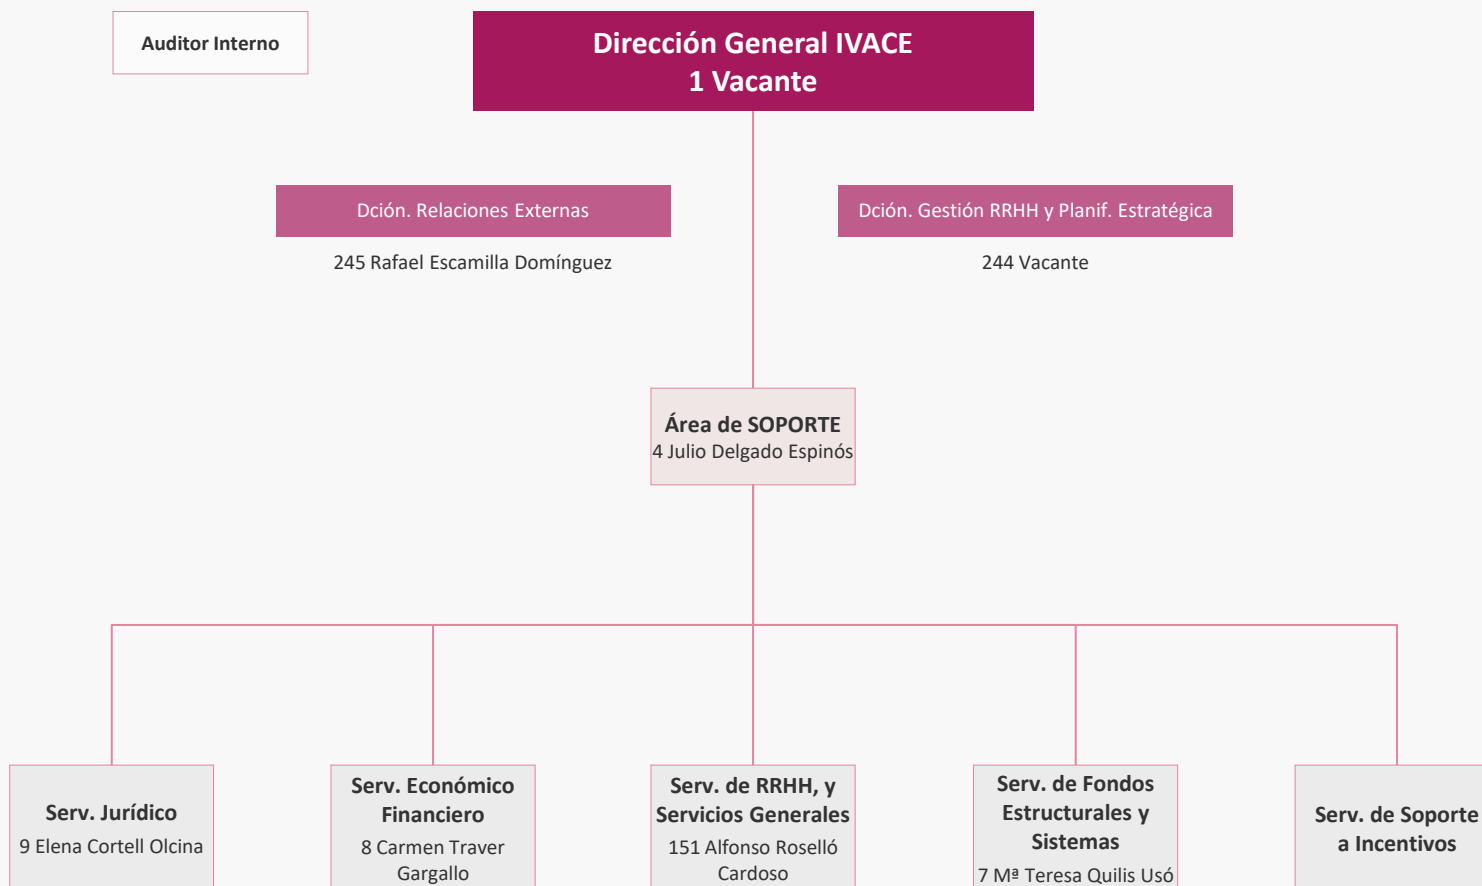 Auditor Interno
Dirección General IVACE
1 Vacante
Dción. Relaciones Externas
245 Rafael Escamilla Domínguez
Dción. Gestión RRHH y Planif. Estratégica
244 Vacante
Área de SOPORTE
4 Julio Delgado Espinós
Serv. Jurídico
9 Elena Cortell Olcina
Serv. Económico
Financiero
8 Carmen Traver
Gargallo
Serv. de RRHH, y
Servicios Generales
151 Alfonso Roselló
Cardoso
Serv. de Fondos
Estructurales y
Sistemas
7 Mª Teresa Quilis Usó
Serv. de Soporte
a Incentivos